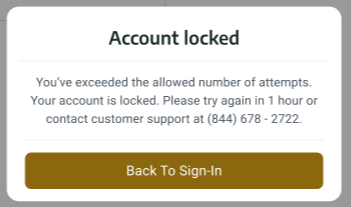 Account locked
You've exceeded the allowed number of attempts.
Your account is locked. Please try again in 1 hour or
contact customer support at (844) 678 - 2722.
Back To Sign-In